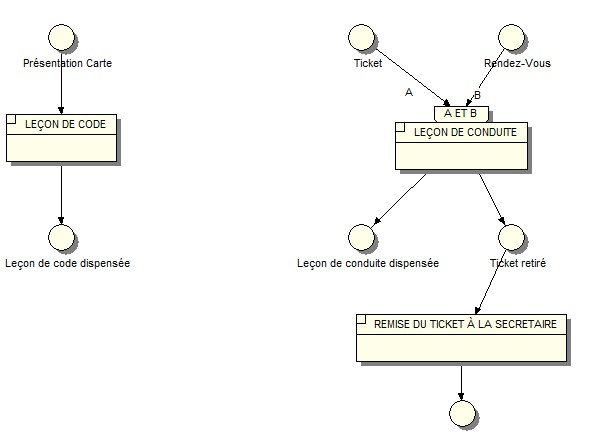 Présentation Carte
Ticket
Rendez-Vous
A
B
A ET B
LEÇON DE CODE
LEÇON DE CONDUITE
Leçon de code dispensée
Leçon de conduite dispensée
Ticket retiré
REMISE DU TICKET À LA SECRETAIRE